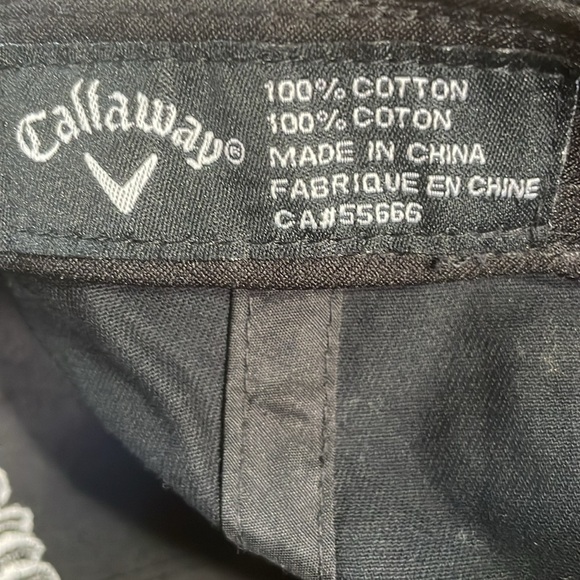 Callaway®
100% COTTON
100% COTON
MADE IN CHINA
FABRIQUE EN CHINE
CA#55666